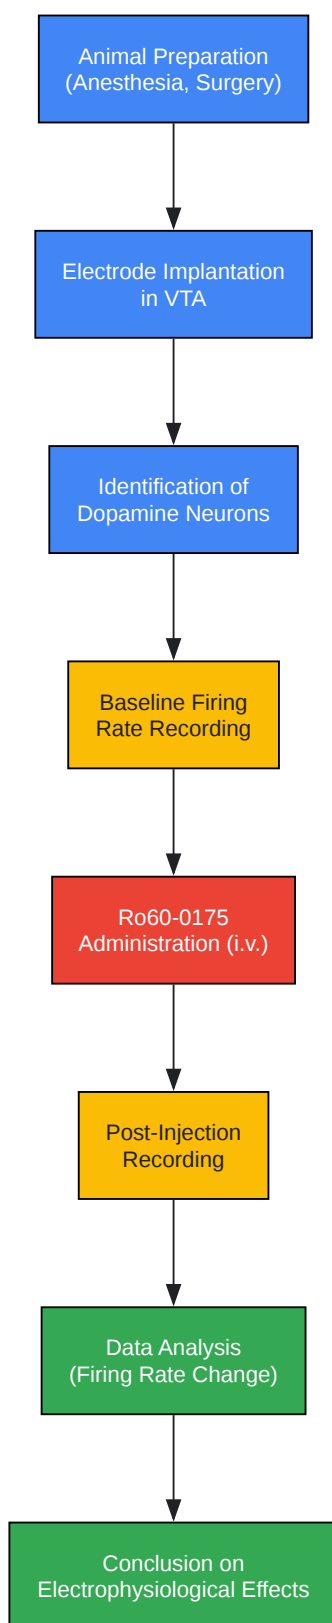 Animal Preparation
(Anesthesia, Surgery)
Electrode Implantation
in VTA
Identification of
Dopamine Neurons
Baseline Firing
Rate Recording
Ro60-0175
Administration (i.v.)
Post-Injection
Recording
Data Analysis
(Firing Rate Change)
Conclusion on
Electrophysiological Effects